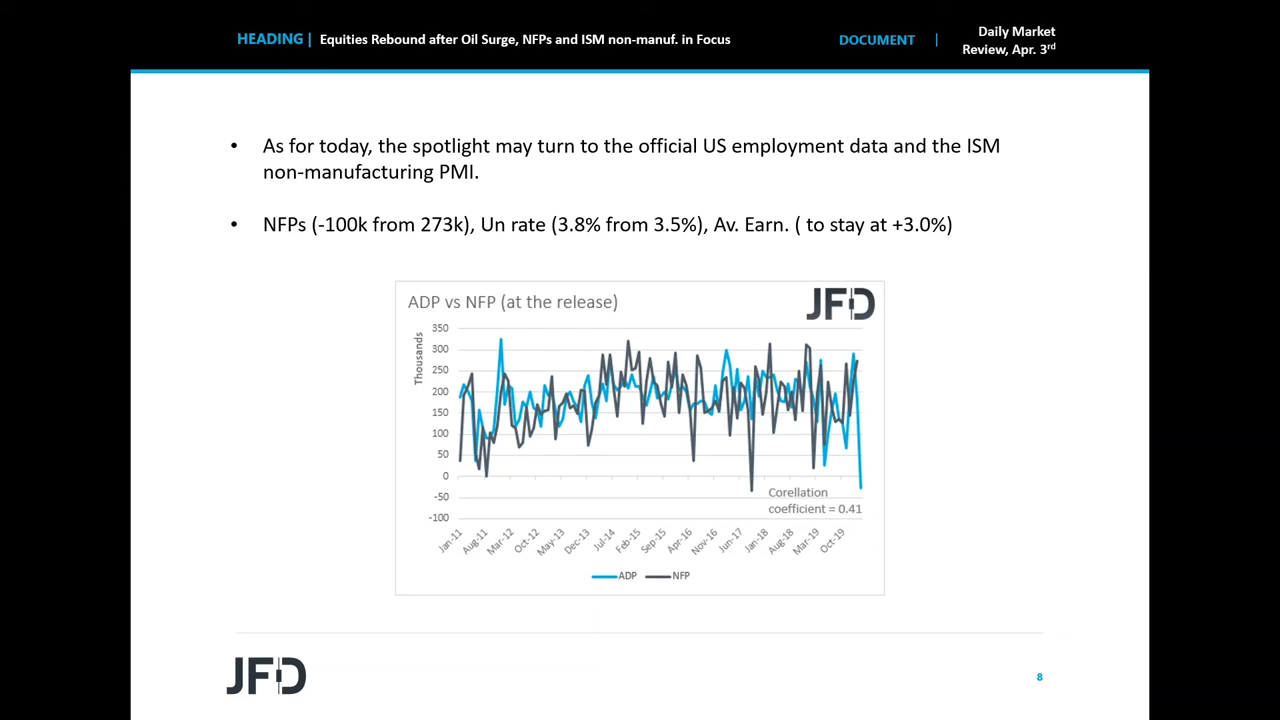 HEADING | Equities Rebound after Oil Surge, NFPs and ISM non-manuf. in Focus
DOCUMENT |
Daily Market
Review, Apr. 3rd
• As for today, the spotlight may turn to the official US employment data and the ISM
non-manufacturing PMI.
• NFPs (-100k from 273k), Un rate (3.8% from 3.5%), Av. Earn. ( to stay at +3.0%)
ADP vs NFP (at the release)
JFD
Thousands
350
300
250
200
150
100
50
0
-50
-100
Corellation
coefficient = 0.41
Jan-11
Aug-11
Mar-12
Oct-12
May-13
Dec-13
Jul-14
Feb-15
Sep-15
Apr-16
Nov-16
Jun-17
Jan-18
Aug-18
Mar-19
Oct-19
ADP NFP
JFD
8